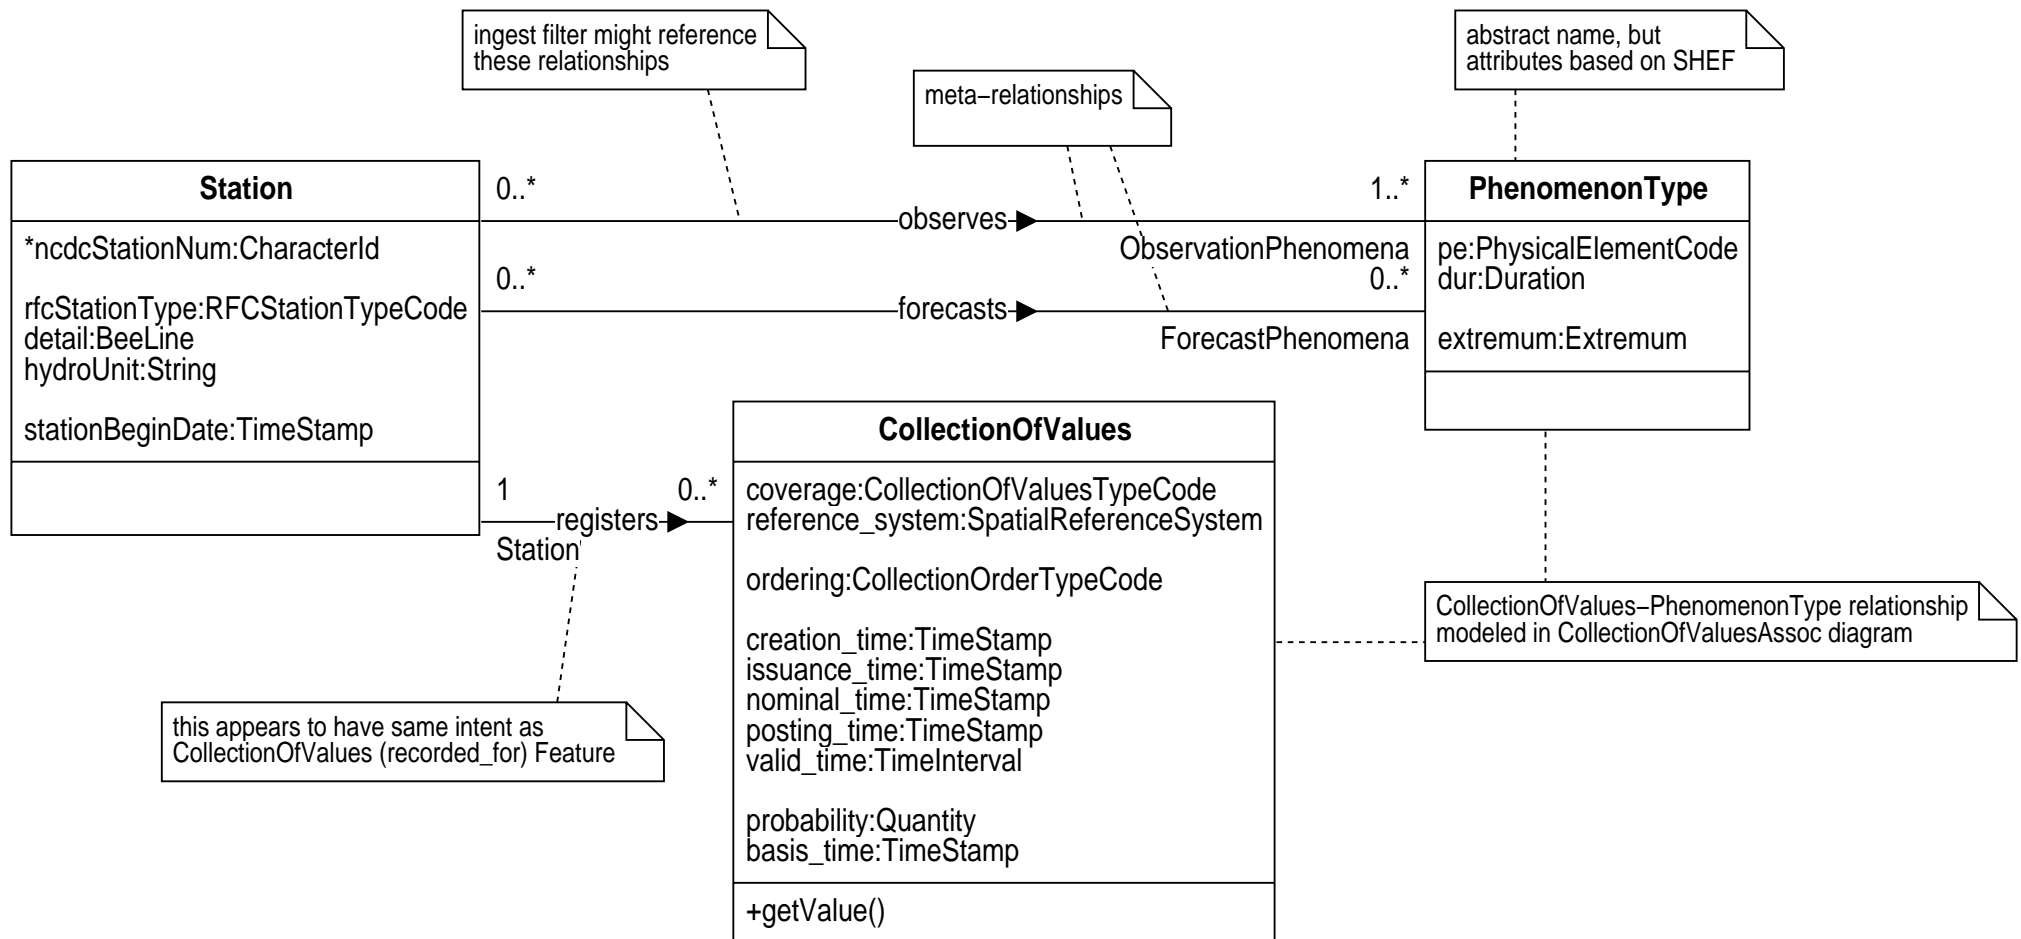 ingest filter might reference
these relationships
meta−relationships
abstract name, but
attributes based on SHEF
Station
*ncdcStationNum:CharacterId
rfcStationType:RFCStationTypeCode
detail:BeeLine
hydroUnit:String
stationBeginDate:TimeStamp
0..*
observes
1..*
ObservationPhenomena
0..*
forecasts
0..*
ForecastPhenomena
PhenomenonType
pe:PhysicalElementCode
dur:Duration
extremum:Extremum
1
registers
0..*
Station
CollectionOfValues
coverage:CollectionOfValuesTypeCode
reference_system:SpatialReferenceSystem
ordering:CollectionOrderTypeCode
creation_time:TimeStamp
issuance_time:TimeStamp
nominal_time:TimeStamp
posting_time:TimeStamp
valid_time:TimeInterval
probability:Quantity
basis_time:TimeStamp
+getValue()
CollectionOfValues−PhenomenonType relationship
modeled in CollectionOfValuesAssoc diagram
this appears to have same intent as
CollectionOfValues (recorded_for) Feature